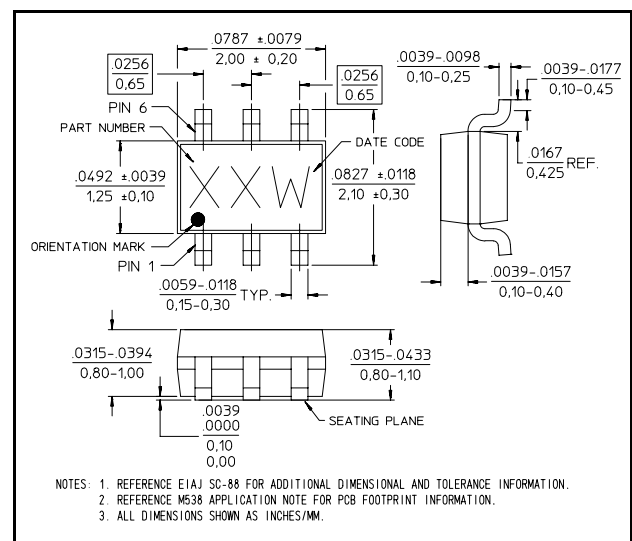 .0787 ±.0079
2,00 ± 0,20
.0256
0,65
.0256
0.65
.0039-.0098
0,10-0,25
.0039-.0177
0,10-0,45
PIN 6
PART NUMBER
DATE CODE
.0492 ±.0039
1,25 ±0,10
XXW
.0827 ±.0118
2,10 ±0,30
.0167
0,425
REF.
ORIENTATION MARK
PIN 1
.0059-.0118
0,15-0,30
TYP.
.0039-.0157
0,10-0,40
.0315-.0394
0,80-1,00
.0315-.0433
0,80-1,10
.0039
.0000
0,10
0,00
SEATING PLANE
NOTES: 1. REFERENCE EIAJ SC-88 FOR ADDITIONAL DIMENSIONAL AND TOLERANCE INFORMATION.
2. REFERENCE M538 APPLICATION NOTE FOR PCB FOOTPRINT INFORMATION.
3. ALL DIMENSIONS SHOWN AS INCHES/MM.